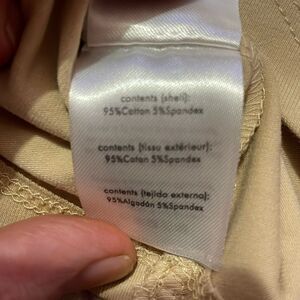 contents (shell):
95%Cotton 5%Spandex
contents (tissu extérieur):
95%Coton 5%Spandex
contents (tejido externa):
95%Algodón 5%Spandex